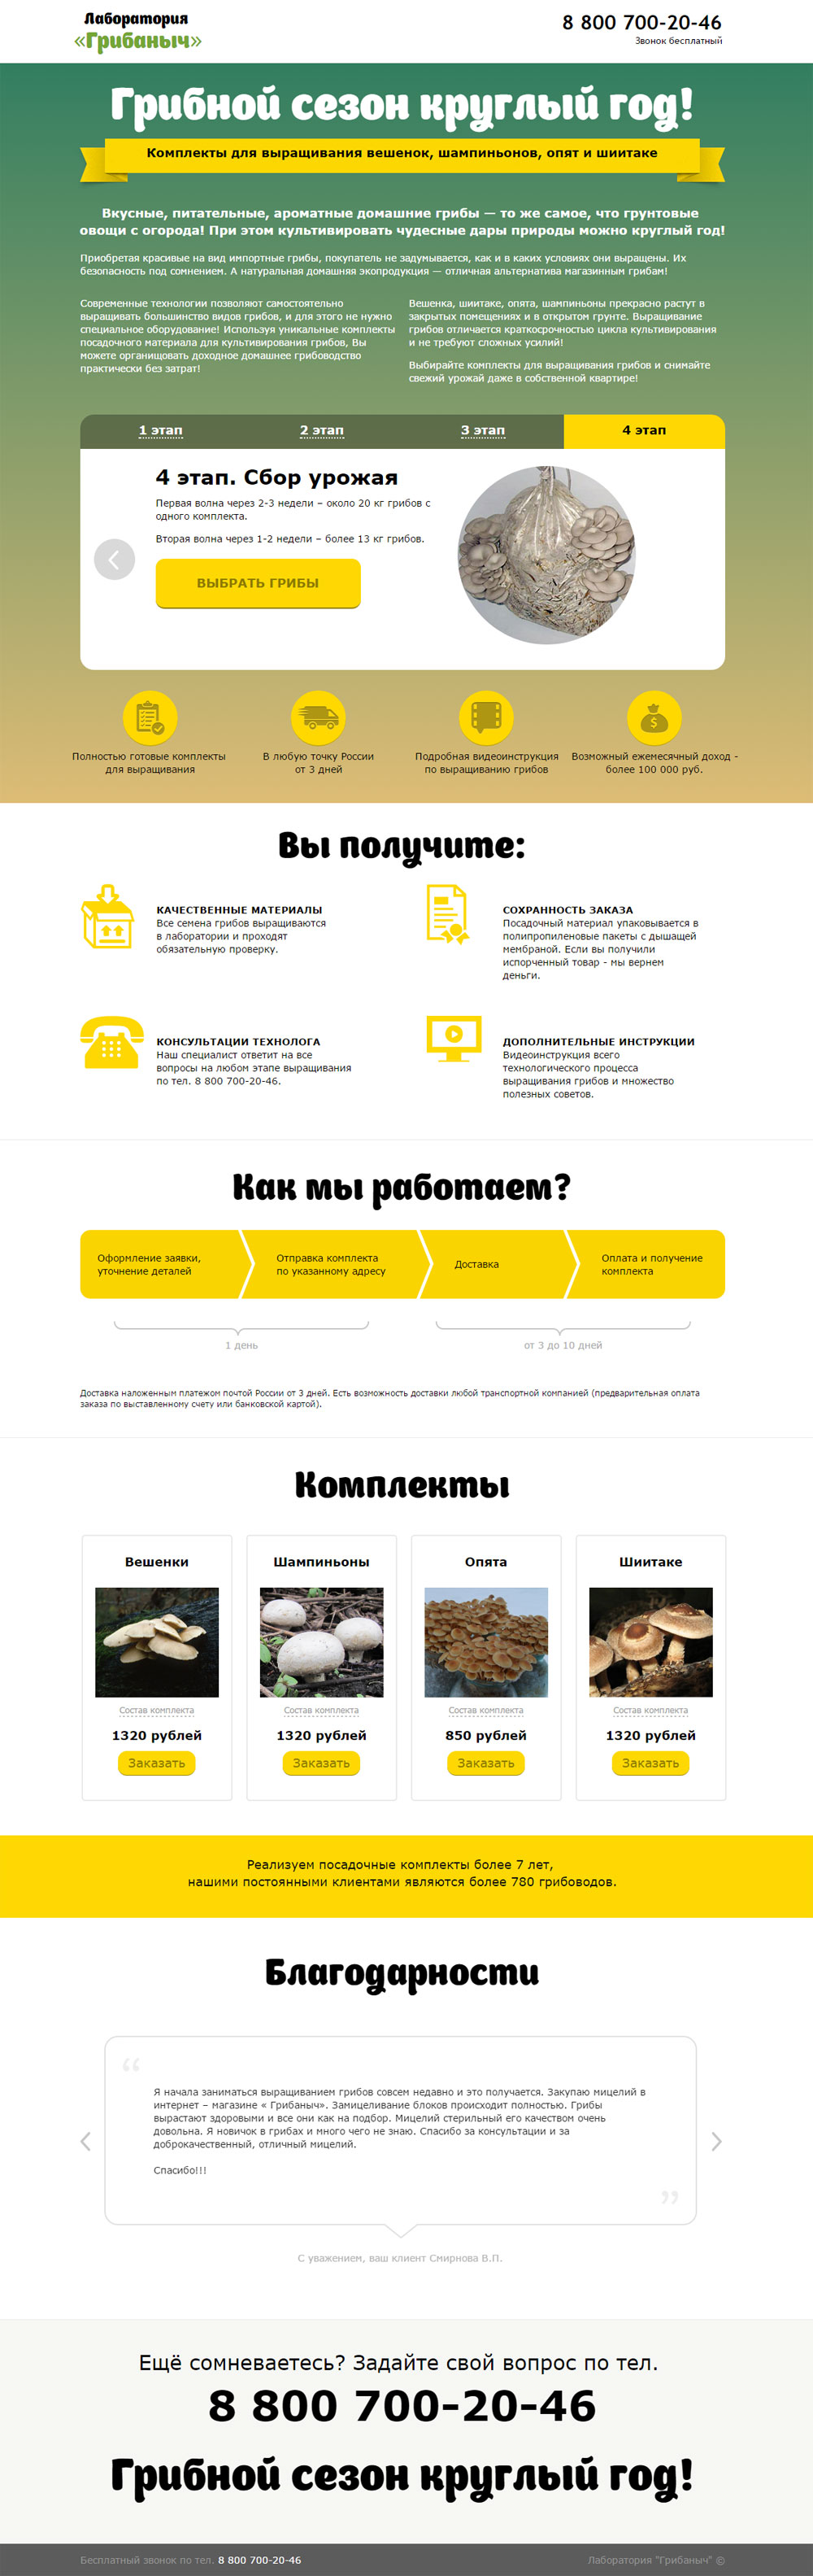 Лаборатория
«Грибаныч»
8 800 700-20-46
Звонок бесплатный
Грибной сезон круглый год!
Комплекты для выращивания вешенок, шампиньонов, опят и шиитаке
Вкусные, питательные, ароматные домашние грибы — то же самое, что грунтовые
овощи с огорода! При этом культивировать чудесные дары природы можно круглый год!
Приобретая красивые на вид импортные грибы, покупатель не задумывается, как и в каких условиях они выращены. Их
безопасность под сомнением. А натуральная домашняя экопродукция — отличная альтернатива магазинным грибам!
Современные технологии позволяют самостоятельно
выращивать большинство видов грибов, и для этого не нужно
специальное оборудование! Используя уникальные комплекты
посадочного материала для культивирования грибов, Вы
можете органищовать доходное домашнее грибоводство
практически без затрат!
Вешенка, шиитаке, опята, шампиньоны прекрасно растут в
закрытых помещениях и в открытом грунте. Выращивание
грибов отличается краткосрочностью цикла культивирования
и не требуют сложных усилий!
Выбирайте комплекты для выращивания грибов и снимайте
свежий урожай даже в собственной квартире!
1 этап
2 этап
3 этап
4 этап
4 этап. Сбор урожая
Первая волна через 2-3 недели – около 20 кг грибов с
одного комплекта.
Вторая волна через 1-2 недели – более 13 кг грибов.
ВЫБРАТЬ ГРИБЫ
Полностью готовые комплекты
для выращивания
В любую точку России
от 3 дней
Подробная видеоинструкция
по выращиванию грибов
Возможный ежемесячный доход -
более 100 000 руб.
Вы получите:
КАЧЕСТВЕННЫЕ МАТЕРИАЛЫ
Все семена грибов выращиваются
в лаборатории и проходят
обязательную проверку.
СОХРАННОСТЬ ЗАКАЗА
Посадочный материал упаковывается в
полипропиленовые пакеты с дышащей
мембраной. Если вы получили
испорченный товар - мы вернем
деньги.
КОНСУЛЬТАЦИИ ТЕХНОЛОГА
Наш специалист ответит на все
вопросы на любом этапе выращивания
по тел. 8 800 700-20-46.
ДОПОЛНИТЕЛЬНЫЕ ИНСТРУКЦИИ
Видеоинструкция всего
технологического процесса
выращивания грибов и множество
полезных советов.
Как мы работаем?
Оформление заявки,
уточнение деталей
Отправка комплекта
по указанному адресу
Доставка
Оплата и получение
комплекта
1 день
от 3 до 10 дней
Доставка наложенным платежом почтой России от 3 дней. Есть возможность доставки любой транспортной компанией (предварительная оплата
заказа по выставленному счету или банковской картой).
Комплекты
Вешенки
Шампиньоны
Опята
Шиитаке
Состав комплекта
Состав комплекта
Состав комплекта
Состав комплекта
1320 рублей
1320 рублей
850 рублей
1320 рублей
Заказать
Заказать
Заказать
Заказать
Реализуем посадочные комплекты более 7 лет,
нашими постоянными клиентами являются более 780 грибоводов.
Благодарности
“
Я начала заниматься выращиванием грибов совсем недавно и это получается. Закупаю мицелий в
интернет – магазине « Грибаныч». Замицеливание блоков происходит полностью. Грибы
вырастают здоровыми и все они как на подбор. Мицелий стерильный его качеством очень
довольна. Я новичок в грибах и много чего не знаю. Спасибо за консультации и за
доброкачественный, отличный мицелий.
Спасибо!!!
”
С уважением, ваш клиент Смирнова В.П.
Ещё сомневаетесь? Задайте свой вопрос по тел.
8 800 700-20-46
Грибной сезон круглый год!
Бесплатный звонок по тел. 8 800 700-20-46
Лаборатория "Грибаныч" ©